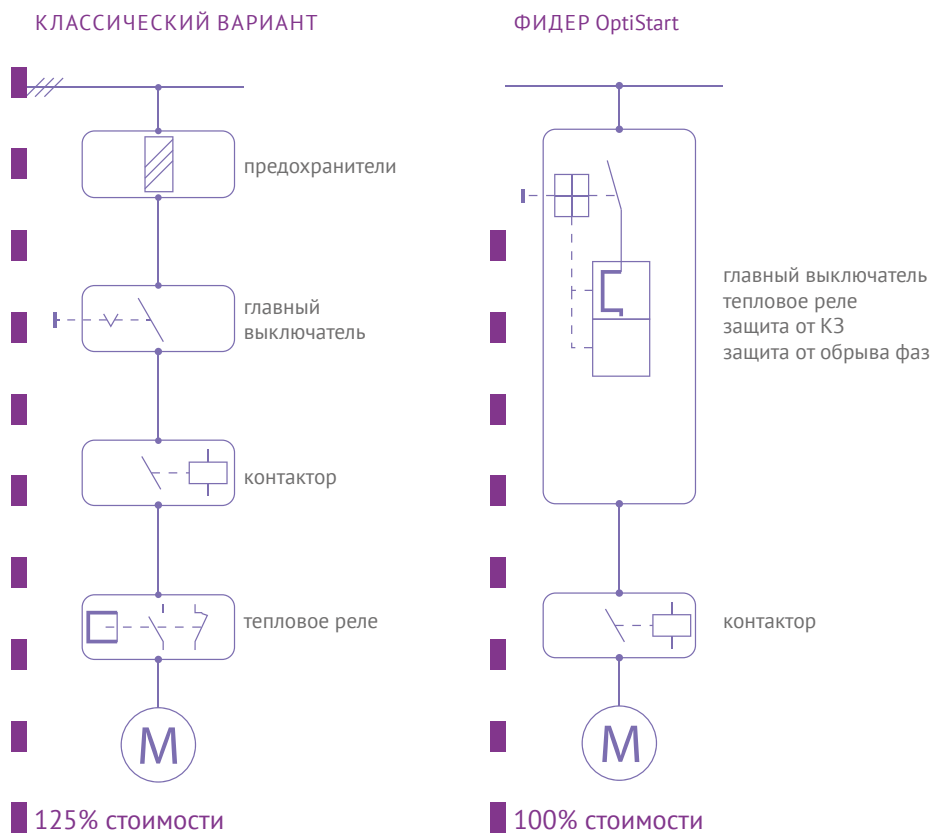 КЛАССИЧЕСКИЙ ВАРИАНТ
предохранители
главный
выключатель
контактор
тепловое реле
M
125% стоимости
ФИДЕР OptiStart
главный выключатель
тепловое реле
защита от КЗ
защита от обрыва фаз
контактор
M
100% стоимости